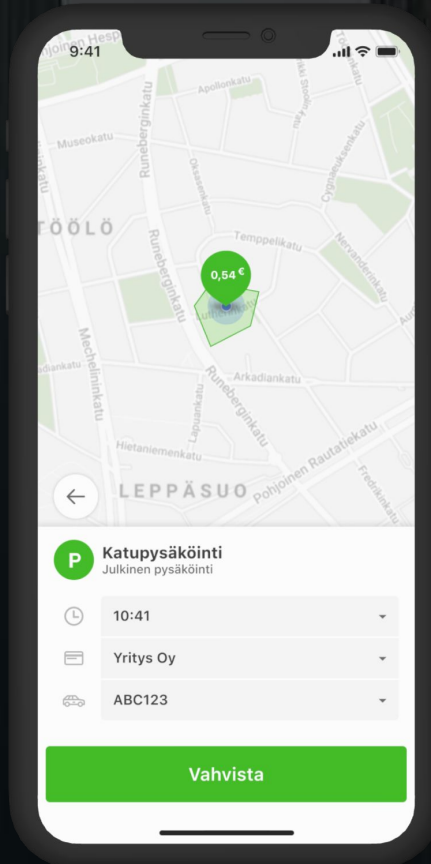 9:41
Apollonkatu
Museokatu
Runeberginkatu
Oksasenkatu
Cygnaeuksenkatu
TÖÖLÖ
Runeberginkatu
Temppelikatu
Nervanderinkatu
0,54 €
Mechelininkatu
Arkadiankatu
Runeberginkatu
Lapuankatu
Hietaniemenkatu
LEPPÄSUO
Pohjoinen Rautatiekatu
Fredrikinkatu
P
Katupysäköinti
Julkinen pysäköinti
10:41
Yritys Oy
ABC123
Vahvista